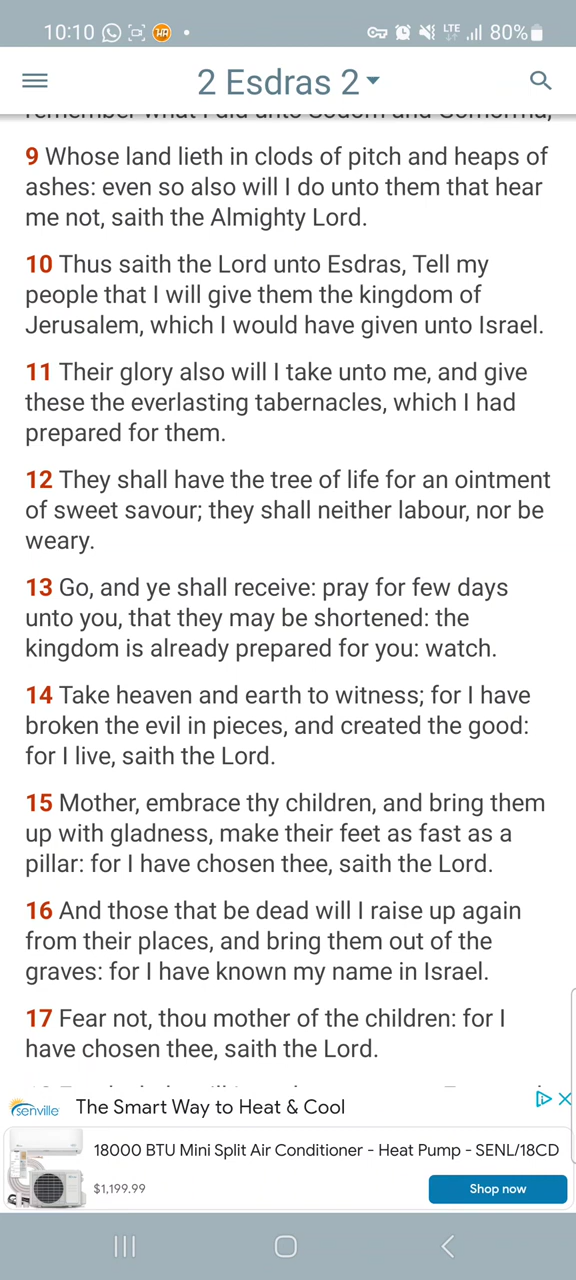 10:10
LTE
80%
2 Esdras 2
remember what I did unto Sodom and Gomorrha,
9 Whose land lieth in clods of pitch and heaps of
ashes: even so also will I do unto them that hear
me not, saith the Almighty Lord.
10 Thus saith the Lord unto Esdras, Tell my
people that I will give them the kingdom of
Jerusalem, which I would have given unto Israel.
11 Their glory also will I take unto me, and give
these the everlasting tabernacles, which I had
prepared for them.
12 They shall have the tree of life for an ointment
of sweet savour; they shall neither labour, nor be
weary.
13 Go, and ye shall receive: pray for few days
unto you, that they may be shortened: the
kingdom is already prepared for you: watch.
14 Take heaven and earth to witness; for I have
broken the evil in pieces, and created the good:
for I live, saith the Lord.
15 Mother, embrace thy children, and bring them
up with gladness, make their feet as fast as a
pillar: for I have chosen thee, saith the Lord.
16 And those that be dead will I raise up again
from their places, and bring them out of the
graves: for I have known my name in Israel.
17 Fear not, thou mother of the children: for I
have chosen thee, saith the Lord.
senville
The Smart Way to Heat & Cool
18000 BTU Mini Split Air Conditioner - Heat Pump - SENL/18CD
$1,199.99
Shop now